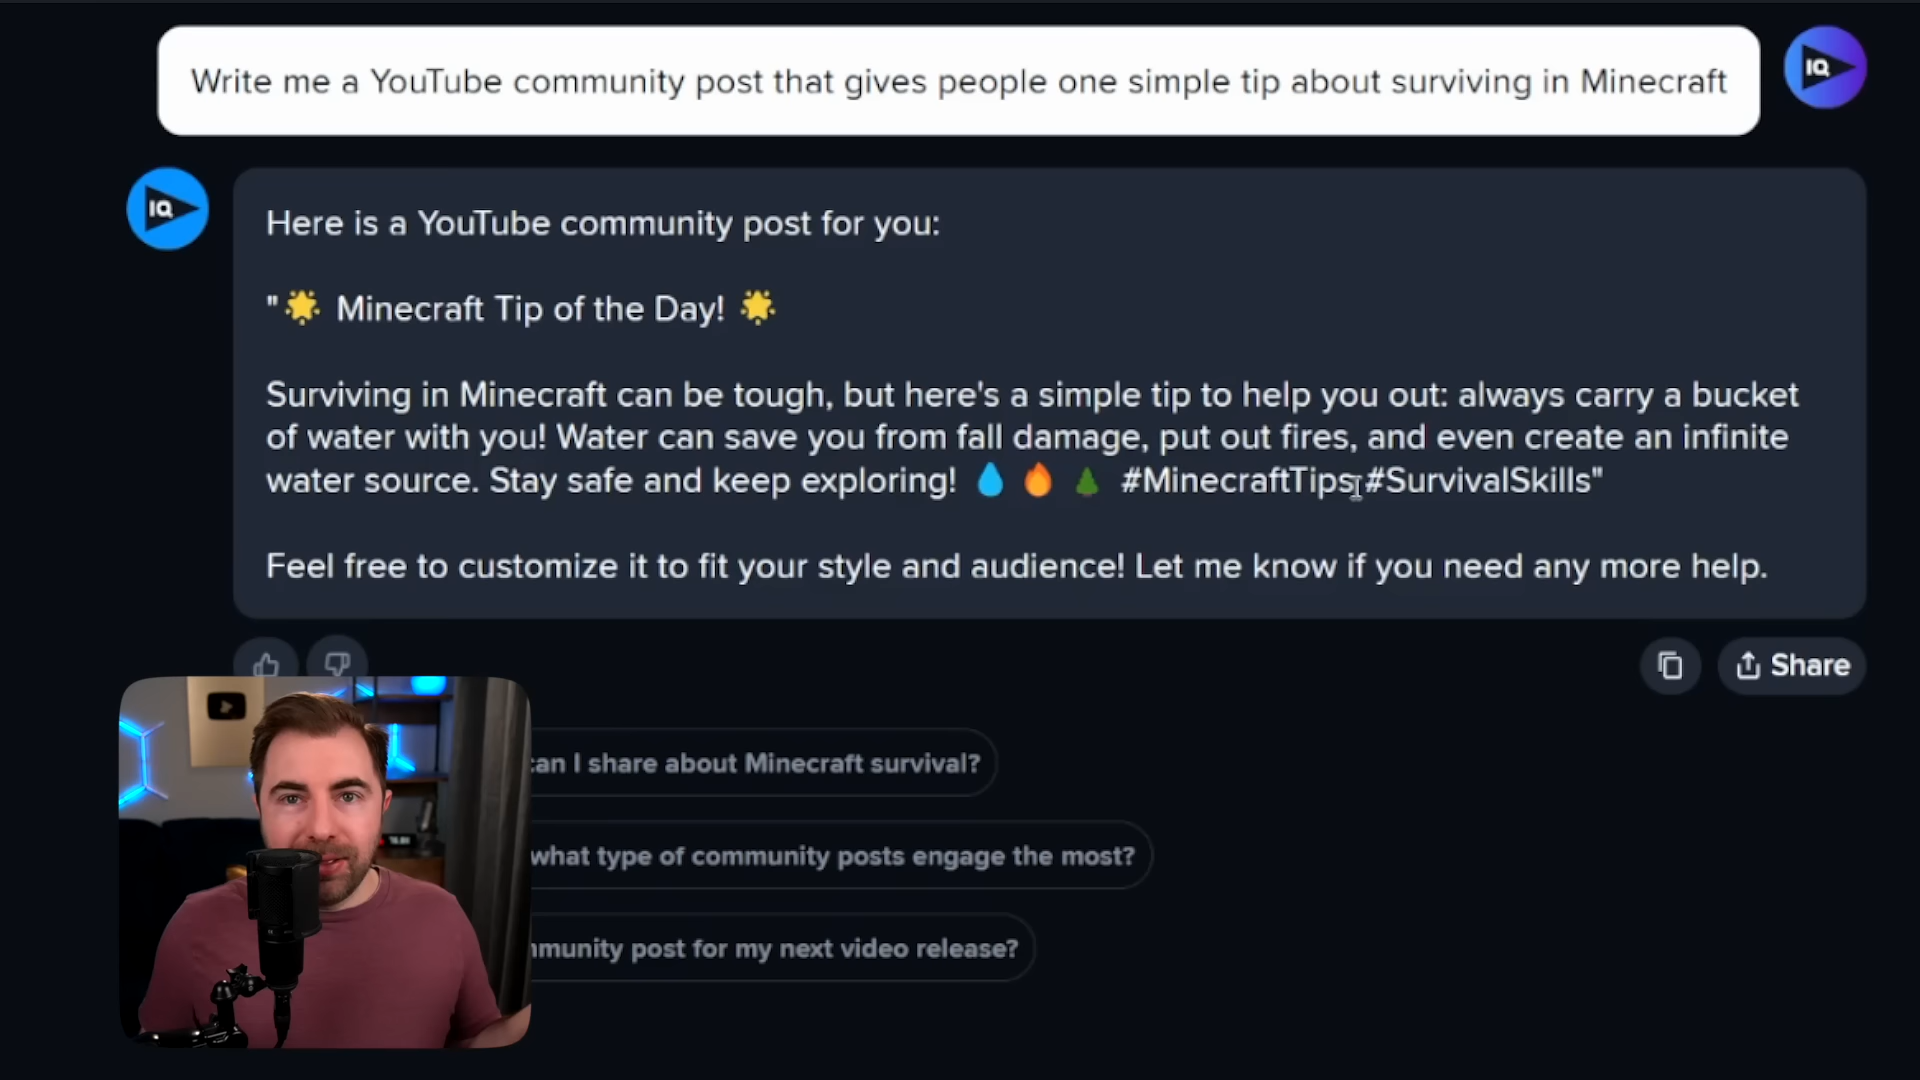 Write me a YouTube community post that gives people one simple tip about surviving in Minecraft
IQ
IQ
Here is a YouTube community post for you:
"🌟 Minecraft Tip of the Day! 🌟
Surviving in Minecraft can be tough, but here's a simple tip to help you out: always carry a bucket
of water with you! Water can save you from fall damage, put out fires, and even create an infinite
water source. Stay safe and keep exploring! 💧 🔥 🌲 #MinecraftTips #SurvivalSkills"
Feel free to customize it to fit your style and audience! Let me know if you need any more help.
Share
can I share about Minecraft survival?
what type of community posts engage the most?
post for my next video release?